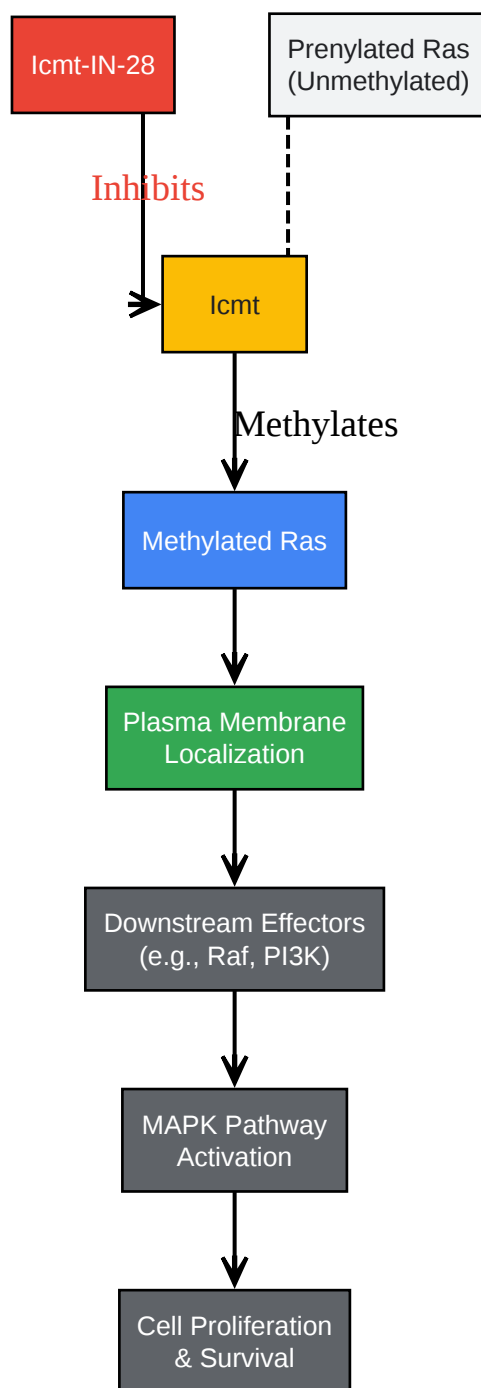 Icmt-IN-28
Prenylated Ras
(Unmethylated)
Inhibits
Icmt
Methylates
Methylated Ras
Plasma Membrane
Localization
Downstream Effectors
(e.g., Raf, PI3K)
MAPK Pathway
Activation
Cell Proliferation
& Survival